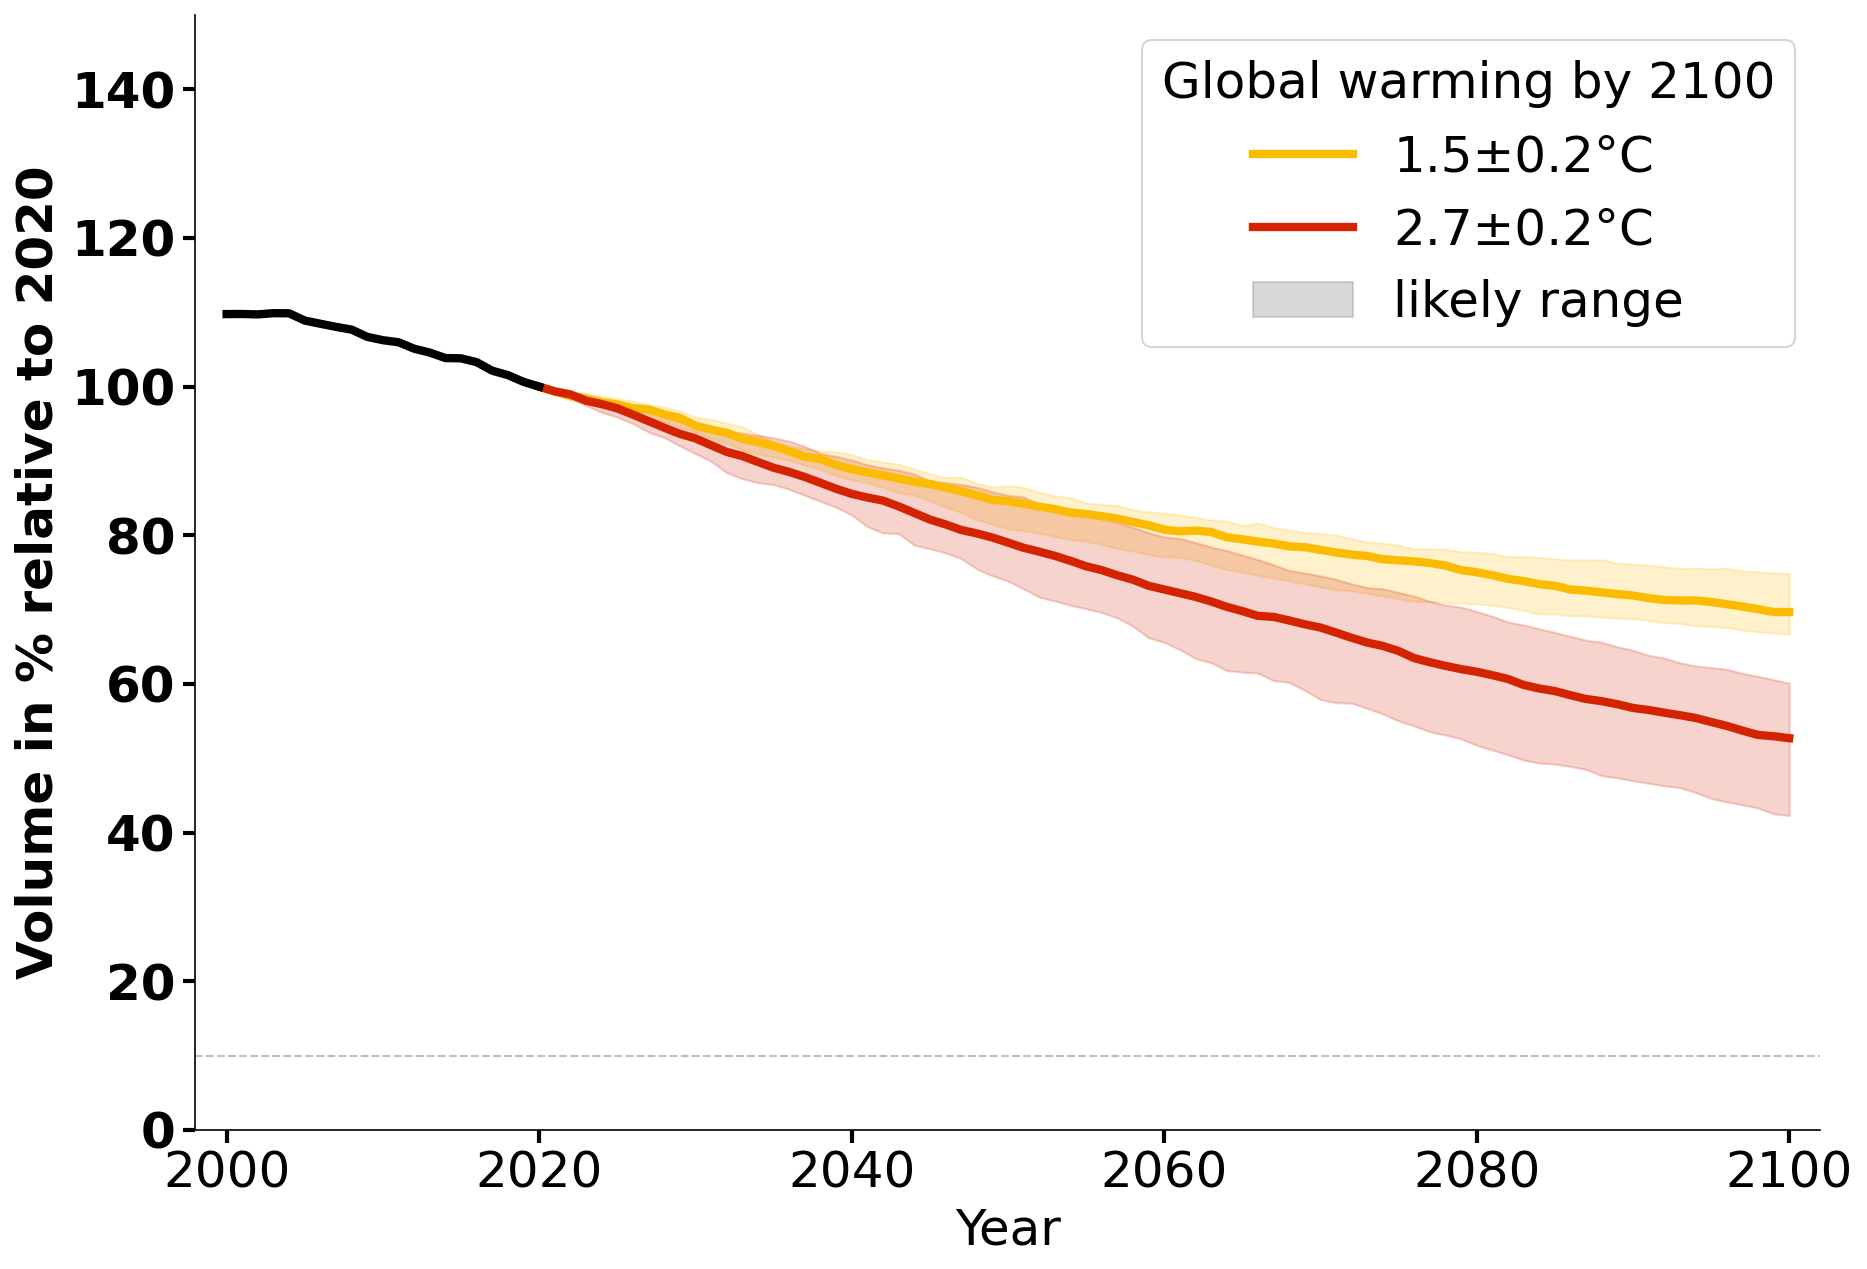 Volume in % relative to 2020
140
120
100
80
60
40
20
0
Global warming by 2100
1.5±0.2°C
2.7±0.2°C
likely range
2000 2020 2040 2060 2080 2100
Year